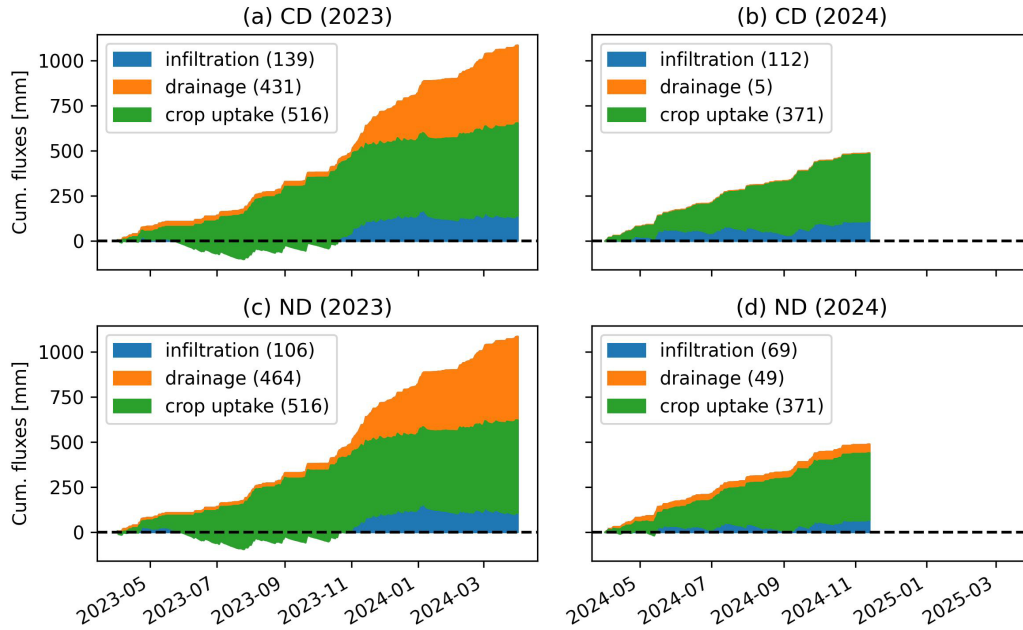 (a) CD (2023)
(b) CD (2024)
Cum. fluxes [mm]
1000
750
500
250
0
infiltration (139)
drainage (431)
crop uptake (516)
infiltration (112)
drainage (5)
crop uptake (371)
(c) ND (2023)
(d) ND (2024)
Cum. fluxes [mm]
1000
750
500
250
0
infiltration (106)
drainage (464)
crop uptake (516)
infiltration (69)
drainage (49)
crop uptake (371)
2023-05
2023-07
2023-09
2023-11
2024-01
2024-03
2024-05
2024-07
2024-09
2024-11
2025-01
2025-03